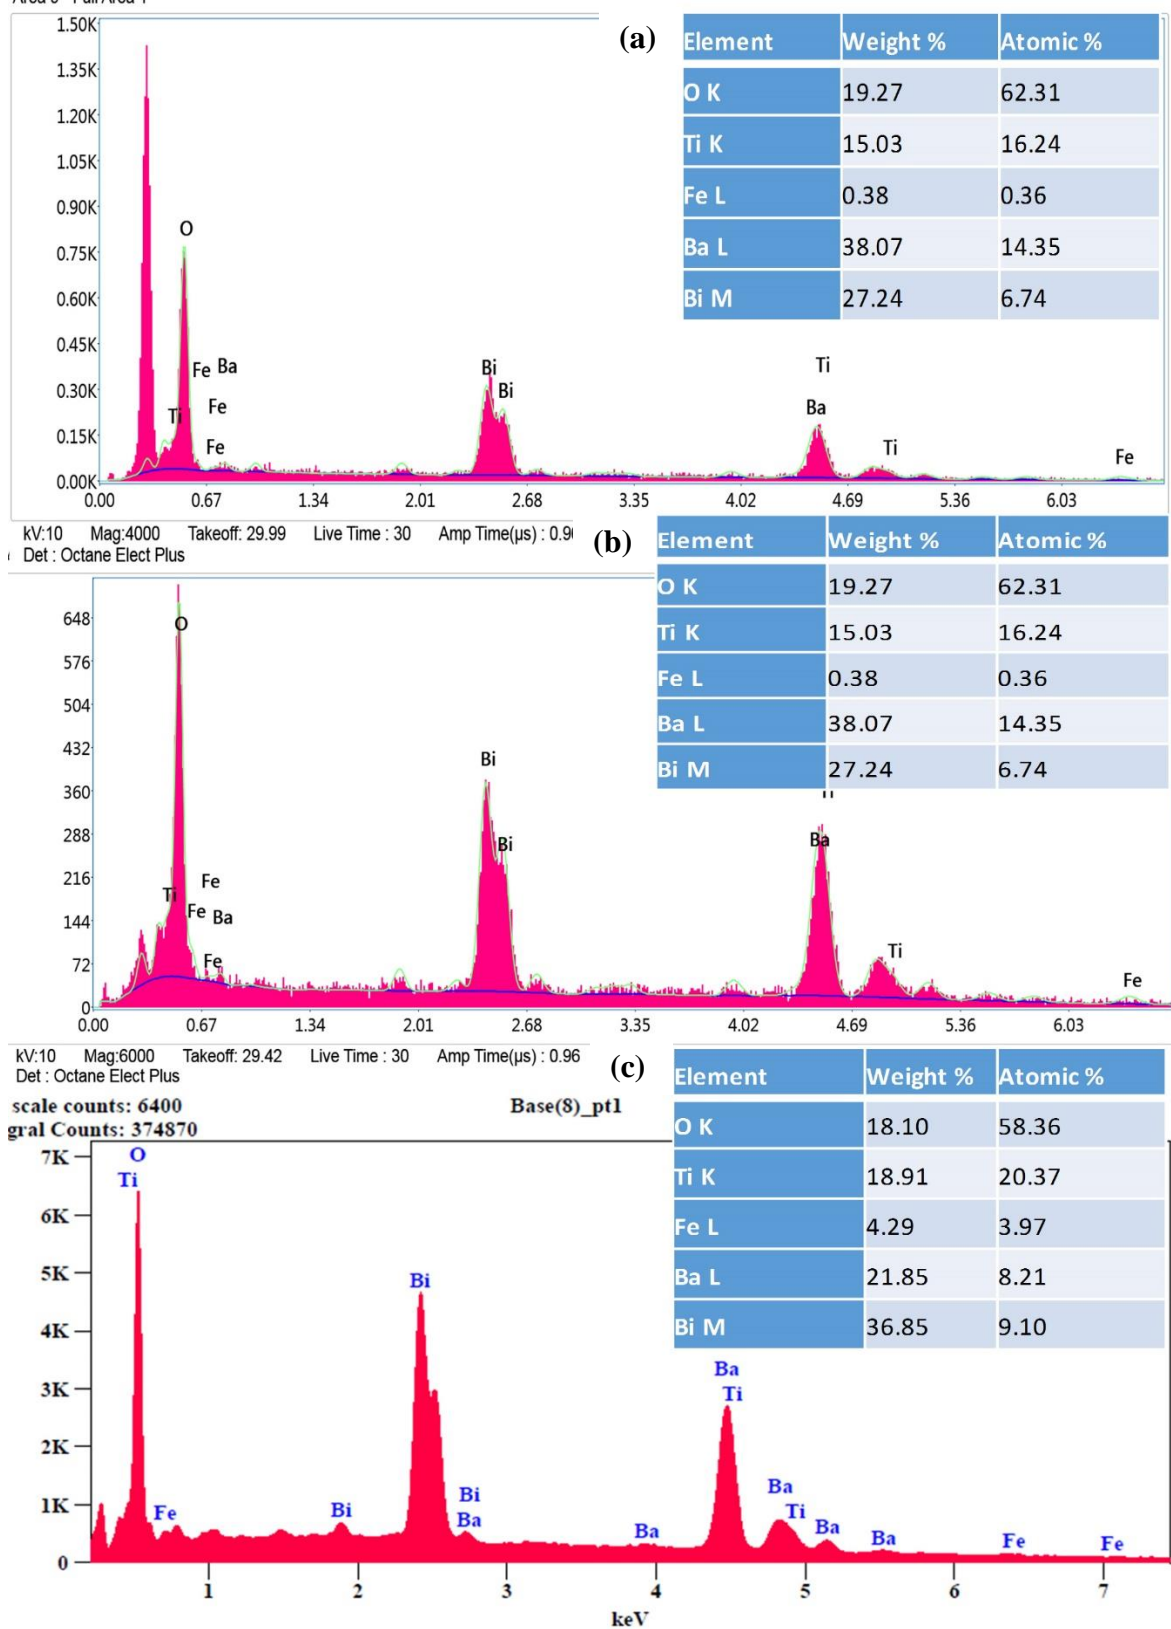 (a)
Element Weight % Atomic %
O K 19.27 62.31
Ti K 15.03 16.24
Fe L 0.38 0.36
Ba L 38.07 14.35
Bi M 27.24 6.74
1.50K
1.35K
1.20K
1.05K
0.90K
0.75K
0.60K
0.45K
0.30K
0.15K
0.00K
O
Fe Ba
Ti Fe
Fe
Bi
Bi
Ti
Ba
Ti
Fe
0.00 0.67 1.34 2.01 2.68 3.35 4.02 4.69 5.36 6.03
kV:10 Mag:4000 Takeoff: 29.99 Live Time : 30 Amp Time(µs) : 0.96
Det : Octane Elect Plus
(b)
Element Weight % Atomic %
O K 19.27 62.31
Ti K 15.03 16.24
Fe L 0.38 0.36
Ba L 38.07 14.35
Bi M 27.24 6.74
648
576
504
432
360
288
216
144
72
0
O
Fe
Ti
Fe Ba
Fe
Bi
Bi
Ba
Ti
Fe
0.00 0.67 1.34 2.01 2.68 3.35 4.02 4.69 5.36 6.03
kV:10 Mag:6000 Takeoff: 29.42 Live Time : 30 Amp Time(µs) : 0.96
Det : Octane Elect Plus
(c)
Element Weight % Atomic %
O K 18.10 58.36
Ti K 18.91 20.37
Fe L 4.29 3.97
Ba L 21.85 8.21
Bi M 36.85 9.10
scale counts: 6400
gral Counts: 374870
Base(8)_pt1
7K
6K
5K
4K
3K
2K
1K
0
O
Ti
Fe
Bi
Bi
Bi
Ba
Ba
Ba
Ti
Ba
Ti
Ba
Ba
Fe
Fe
1 2 3 4 5 6 7
keV